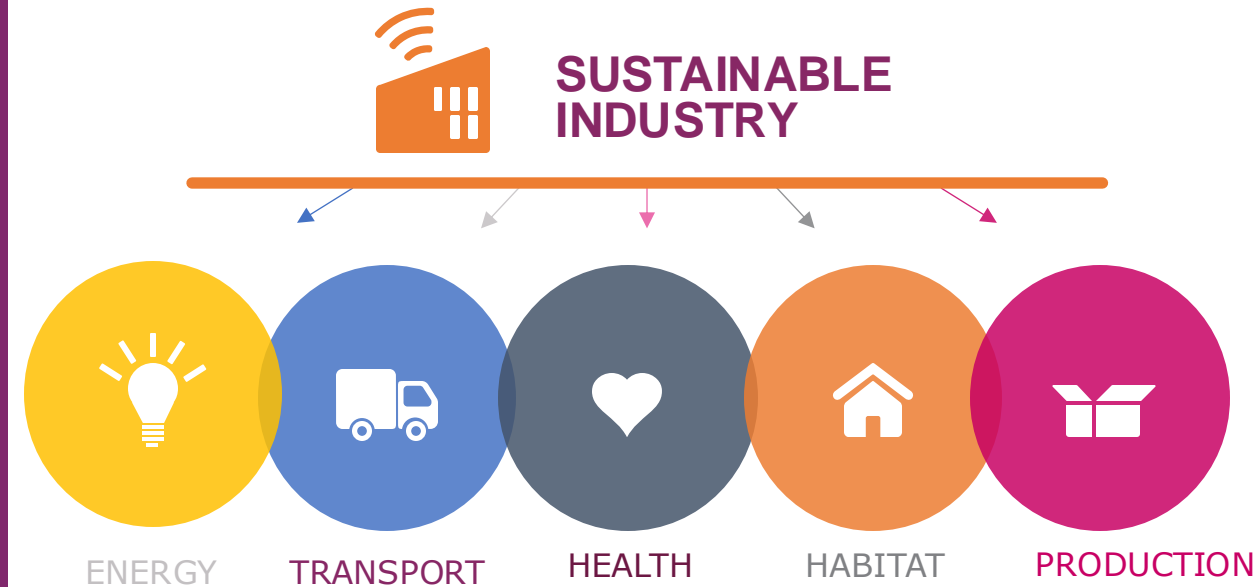 SUSTAINABLE
INDUSTRY
ENERGY
TRANSPORT
HEALTH
HABITAT
PRODUCTION